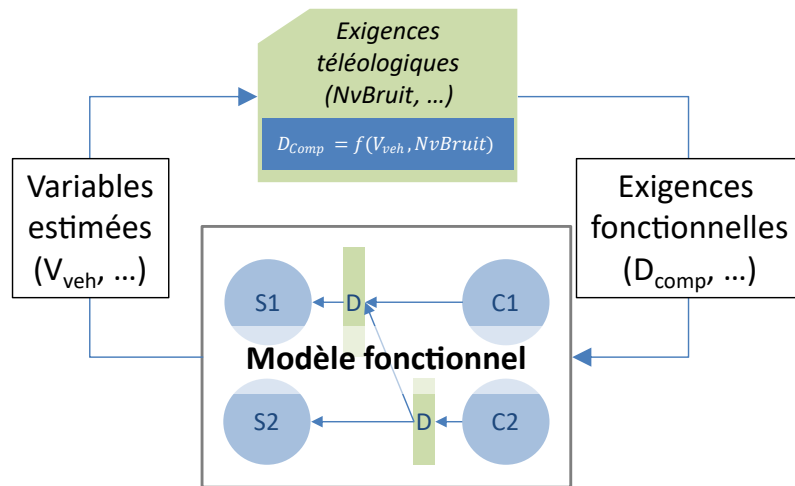 Exigences
téléologiques
(NvBruit, …)
D_Comp = f(V_veh, NvBruit)
Variables
estimées
(V_veh, …)
Exigences
fonctionnelles
(D_comp, …)
S1
D
C1
Modèle fonctionnel
S2
D
C2